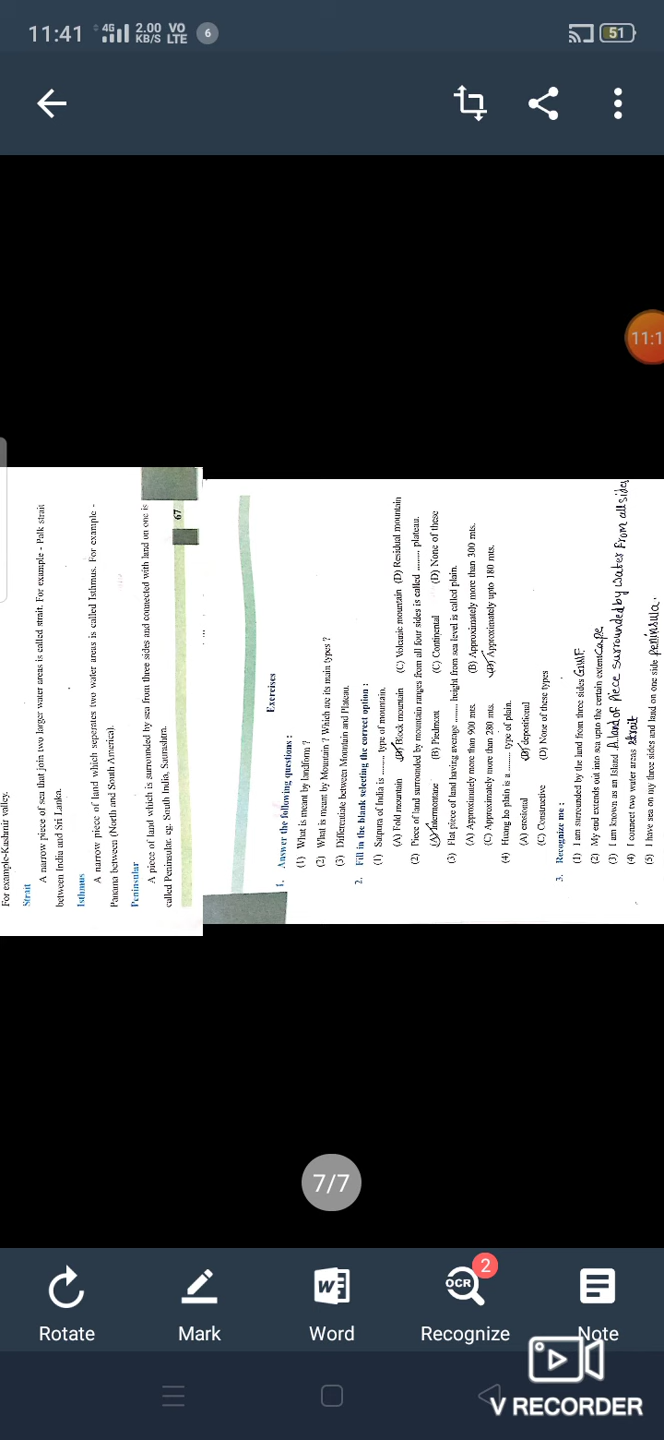 11:41
4G 2.00 KB/S VO LTE 6
51
11:1
For example-Kashmir valley.
Strait
A narrow piece of sea that join two larger water areas is called strait. For example - Palk strait
between India and Sri Lanka.
Isthmus
A narrow piece of land which seperates two water areas is called Isthmus. For example -
Panama between (North and South America).
Peninsular
A piece of land which is surrounded by sea from three sides and connected with land on one is
called Peninsular. eg. South India, Saurashtra.
67
Exercises
1. Answer the following questions :
(1) What is meant by landform ?
(2) What is meant by Mountain ? Which are its main types ?
(3) Differentiate between Mountain and Plateau.
2. Fill in the blank selecting the correct option :
(1) Satpura of India is ........ type of mountain.
(A) Fold mountain (B) Block mountain (C) Volcanic mountain (D) Residual mountain
(2) Piece of land surrounded by mountain ranges from all four sides is called ........ plateau.
(A) Intermontane (B) Piedmont (C) Continental (D) None of these
(3) Flat piece of land having average ........ height from sea level is called plain.
(A) Approximately more than 900 mts. (B) Approximately more than 300 mts.
(C) Approximately more than 280 mts. (D) Approximately upto 180 mts.
(4) Huang ho plain is a ........ type of plain.
(A) erosional (B) depositional
(C) Constructive (D) None of these types
3. Recognize me :
(1) I am surrounded by the land from three sides Gulf.
(2) My end extends out into sea upto the certain extent cape
(3) I am known as an Island A land of Piece surrounded by water from all sides
(4) I connect two water areas strait
(5) I have sea on my three sides and land on one side peninsula.
7/7
Rotate
Mark
Word
OCR
2
Recognize
Note
V RECORDER